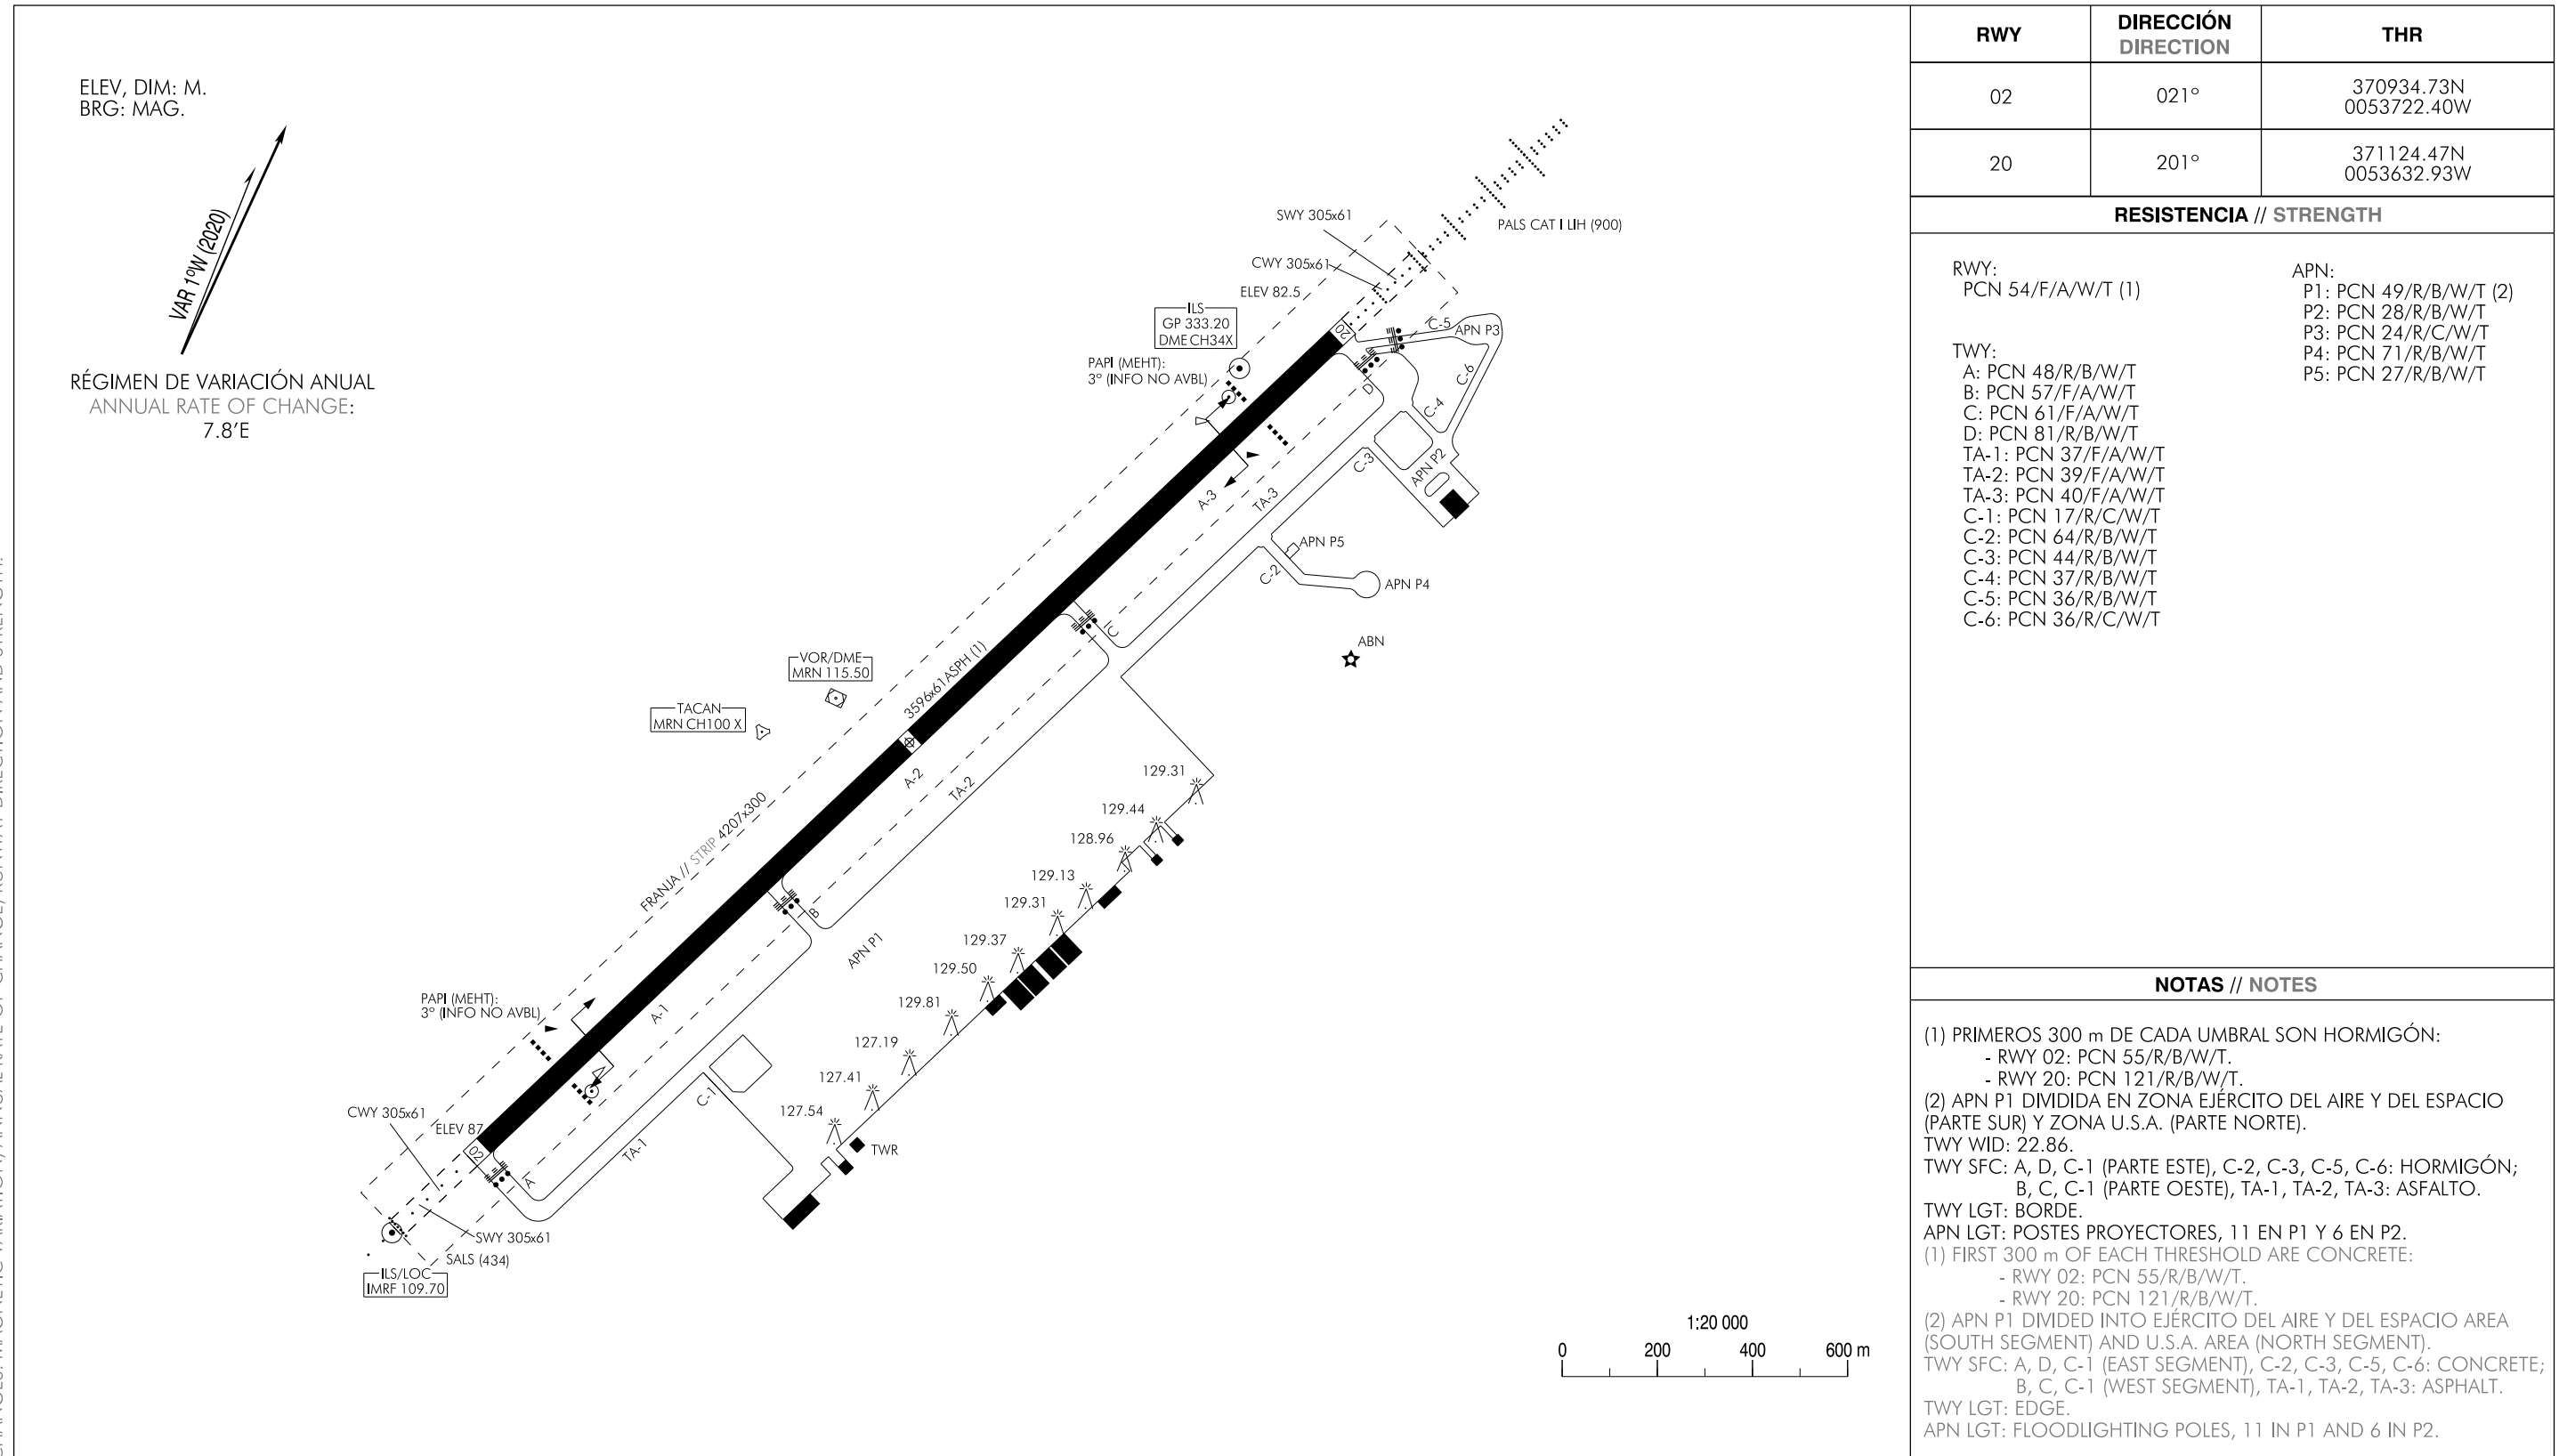 ELEV, DIM: M.
BRG: MAG.
VAR 1°W (2020)
RÉGIMEN DE VARIACIÓN ANUAL
ANNUAL RATE OF CHANGE:
7.8'E
SWY 305x61
CWY 305x61
ELEV 82.5
PALS CAT I LIH (900)
ILS
GP 333.20
DME CH34X
PAPI (MEHT):
3° (INFO NO AVBL)
20
C-5
APN P3
C-6
D
C-4
C-3
APN P2
A-3
TA-3
APN P5
C-2
APN P4
C
ABN
VOR/DME
MRN 115.50
TACAN
MRN CH100 X
3596x61 ASPH (1)
A-2
TA-2
FRANJA // STRIP 4207x300
129.31
129.44
128.96
129.13
129.31
129.37
129.50
129.81
127.19
127.41
127.54
B
APN P1
PAPI (MEHT):
3° (INFO NO AVBL)
A-1
C-1
TA-1
TWR
CWY 305x61
ELEV 87
02
A
SWY 305x61
SALS (434)
ILS/LOC
IMRF 109.70
1:20 000
0 200 400 600 m
RWY DIRECCIÓN THR
DIRECTION
02 021° 370934.73N
0053722.40W
20 201° 371124.47N
0053632.93W
RESISTENCIA // STRENGTH
RWY:
PCN 54/F/A/W/T (1)
TWY:
A: PCN 48/R/B/W/T
B: PCN 57/F/A/W/T
C: PCN 61/F/A/W/T
D: PCN 81/R/B/W/T
TA-1: PCN 37/F/A/W/T
TA-2: PCN 39/F/A/W/T
TA-3: PCN 40/F/A/W/T
C-1: PCN 17/R/C/W/T
C-2: PCN 64/R/B/W/T
C-3: PCN 44/R/B/W/T
C-4: PCN 37/R/B/W/T
C-5: PCN 36/R/B/W/T
C-6: PCN 36/R/C/W/T
APN:
P1: PCN 49/R/B/W/T (2)
P2: PCN 28/R/B/W/T
P3: PCN 24/R/C/W/T
P4: PCN 71/R/B/W/T
P5: PCN 27/R/B/W/T
NOTAS // NOTES
(1) PRIMEROS 300 m DE CADA UMBRAL SON HORMIGÓN:
- RWY 02: PCN 55/R/B/W/T.
- RWY 20: PCN 121/R/B/W/T.
(2) APN P1 DIVIDIDA EN ZONA EJÉRCITO DEL AIRE Y DEL ESPACIO
(PARTE SUR) Y ZONA U.S.A. (PARTE NORTE).
TWY WID: 22.86.
TWY SFC: A, D, C-1 (PARTE ESTE), C-2, C-3, C-5, C-6: HORMIGÓN;
B, C, C-1 (PARTE OESTE), TA-1, TA-2, TA-3: ASFALTO.
TWY LGT: BORDE.
APN LGT: POSTES PROYECTORES, 11 EN P1 Y 6 EN P2.
(1) FIRST 300 m OF EACH THRESHOLD ARE CONCRETE:
- RWY 02: PCN 55/R/B/W/T.
- RWY 20: PCN 121/R/B/W/T.
(2) APN P1 DIVIDED INTO EJÉRCITO DEL AIRE Y DEL ESPACIO AREA
(SOUTH SEGMENT) AND U.S.A. AREA (NORTH SEGMENT).
TWY SFC: A, D, C-1 (EAST SEGMENT), C-2, C-3, C-5, C-6: CONCRETE;
B, C, C-1 (WEST SEGMENT), TA-1, TA-2, TA-3: ASPHALT.
TWY LGT: EDGE.
APN LGT: FLOODLIGHTING POLES, 11 IN P1 AND 6 IN P2.